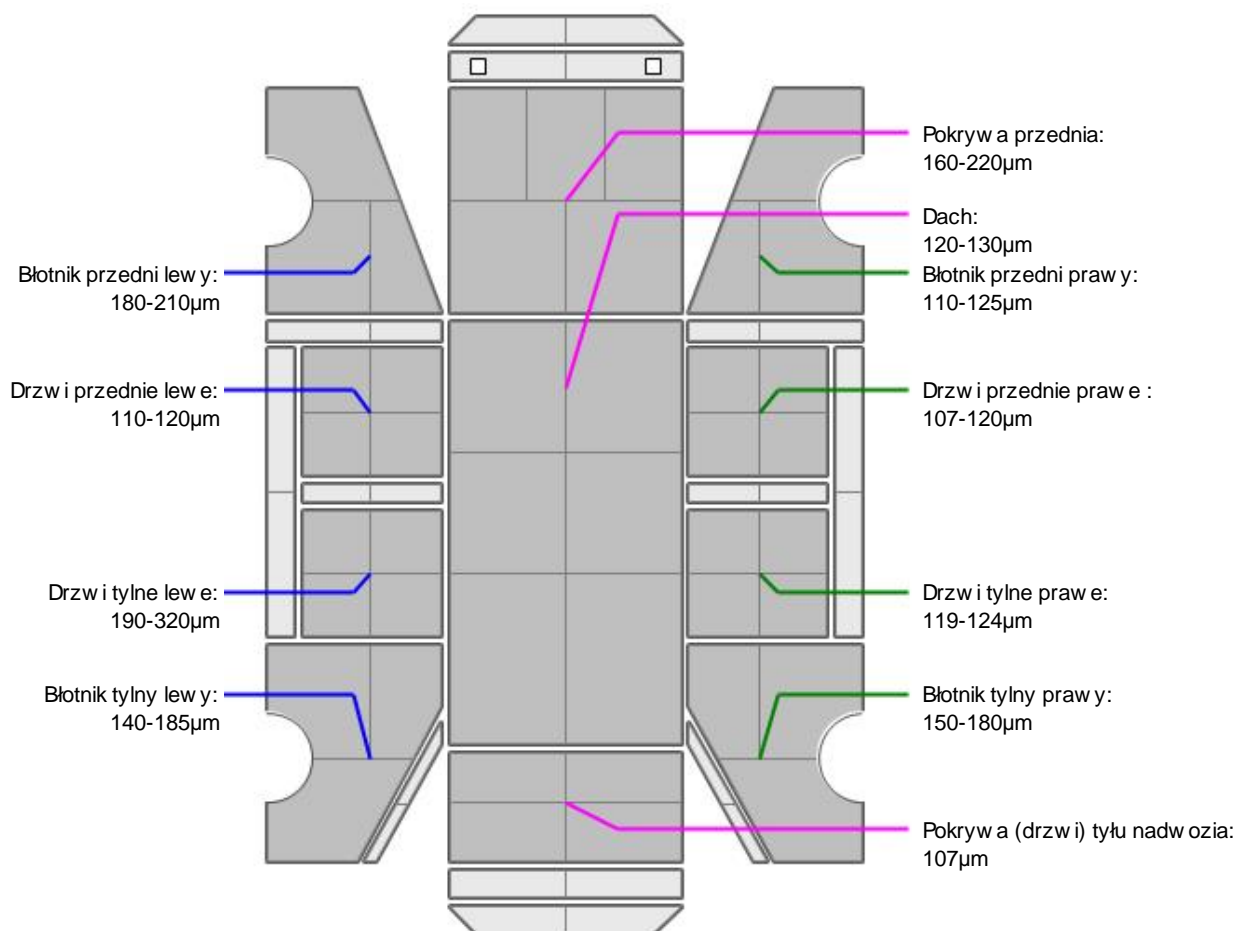 Pokrywa przednia:
160-220µm
Dach:
120-130µm
Błotnik przedni lewy:
180-210µm
Błotnik przedni prawy:
110-125µm
Drzwi przednie lewe:
110-120µm
Drzwi przednie prawe :
107-120µm
Drzwi tylne lewe:
190-320µm
Drzwi tylne prawe:
119-124µm
Błotnik tylny lewy:
140-185µm
Błotnik tylny prawy:
150-180µm
Pokrywa (drzwi) tyłu nadwozia:
107µm